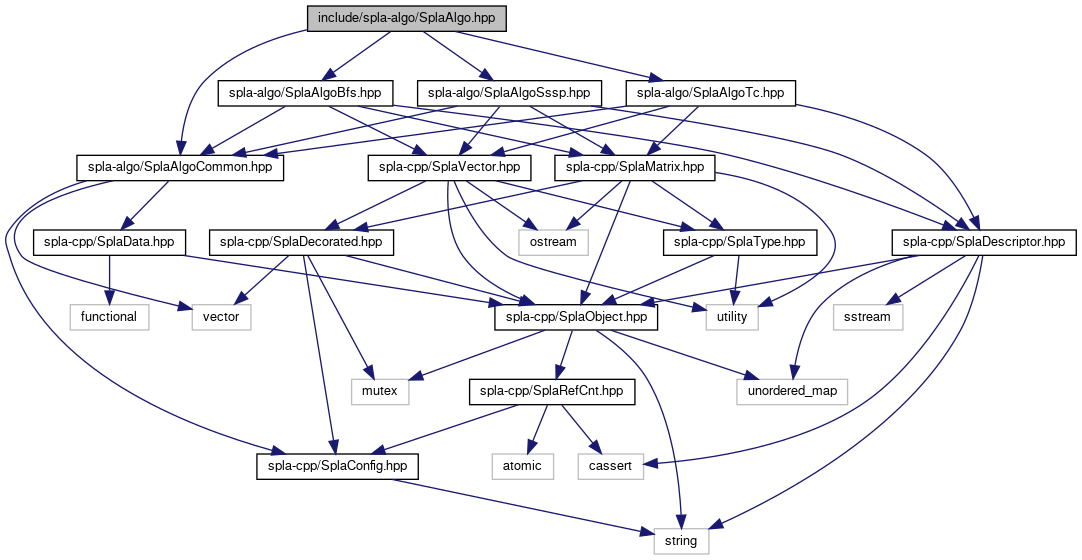 include/spla-algo/SplaAlgo.hpp
spla-algo/SplaAlgoBfs.hpp
spla-algo/SplaAlgoSssp.hpp
spla-algo/SplaAlgoTc.hpp
spla-algo/SplaAlgoCommon.hpp
spla-cpp/SplaVector.hpp
spla-cpp/SplaMatrix.hpp
spla-cpp/SplaData.hpp
spla-cpp/SplaDecorated.hpp
ostream
spla-cpp/SplaType.hpp
spla-cpp/SplaDescriptor.hpp
functional
vector
spla-cpp/SplaObject.hpp
utility
sstream
mutex
spla-cpp/SplaRefCnt.hpp
unordered_map
spla-cpp/SplaConfig.hpp
atomic
cassert
string